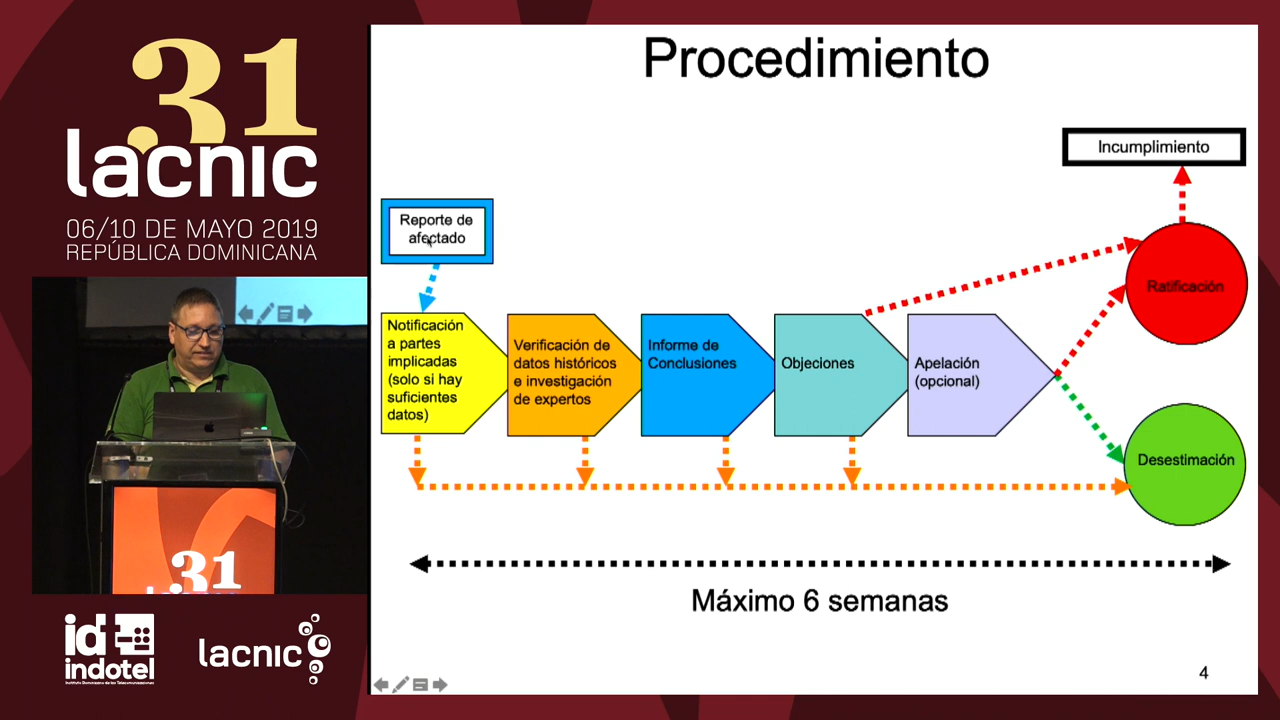 31
lacnic
06/10 DE MAYO 2019
REPÚBLICA DOMINICANA
Procedimiento
Incumplimiento
Reporte de
afectado
Ratificación
Notificación
a partes
implicadas
(solo si hay
suficientes
datos)
Verificación de
datos históricos
e investigación
de expertos
Informe de
Conclusiones
Objeciones
Apelación
(opcional)
Desestimación
Máximo 6 semanas
4
31
id
indotel
lacnic